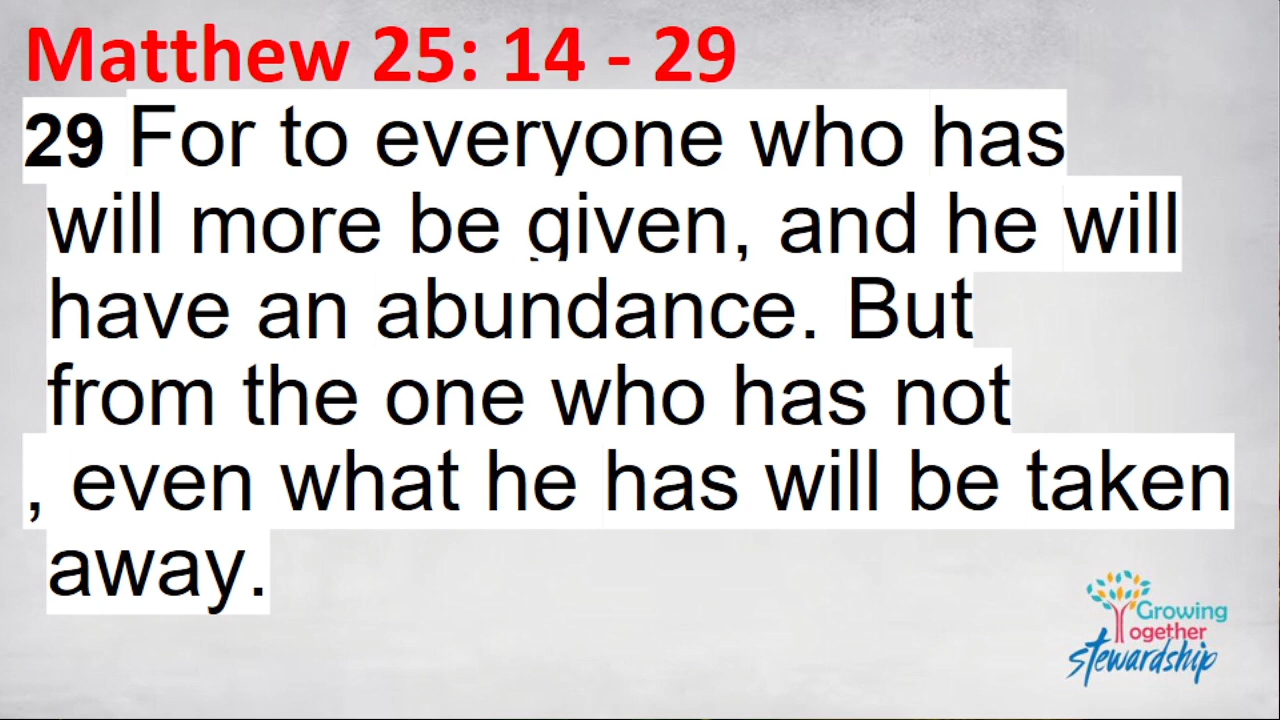 Matthew 25: 14 - 29
29 For to everyone who has
will more be given, and he will
have an abundance. But
from the one who has not
, even what he has will be taken
away.
Growing
Together
stewardship